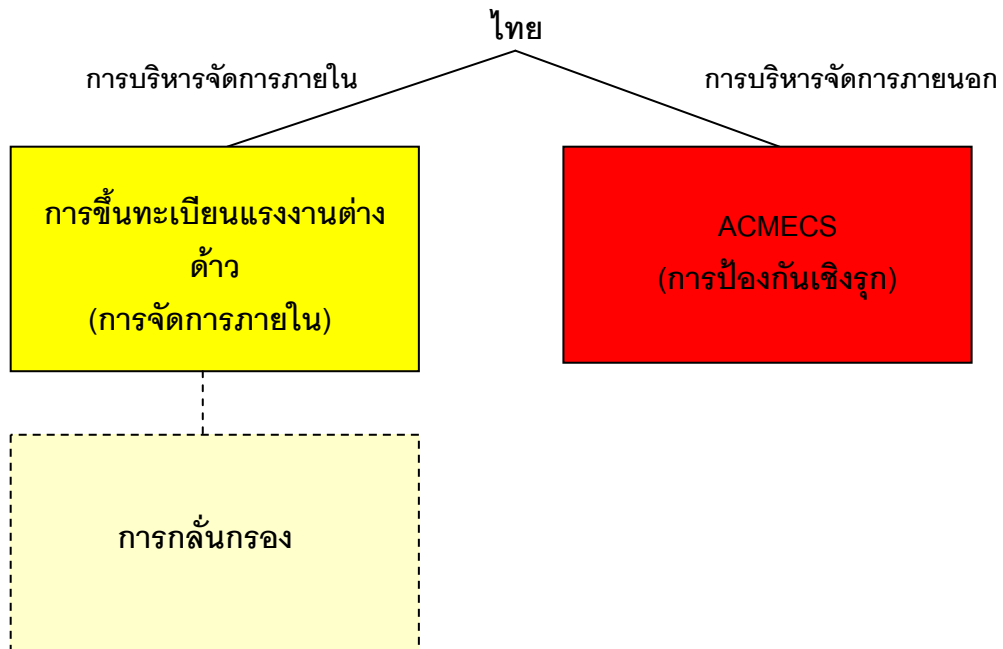 ไทย
การบริหารจัดการภายใน
การบริหารจัดการภายนอก
การขึ้นทะเบียนแรงงานต่าง
ด้าว
(การจัดการภายใน)
ACMECS
(การป้องกันเชิงรุก)
การกลั่นกรอง